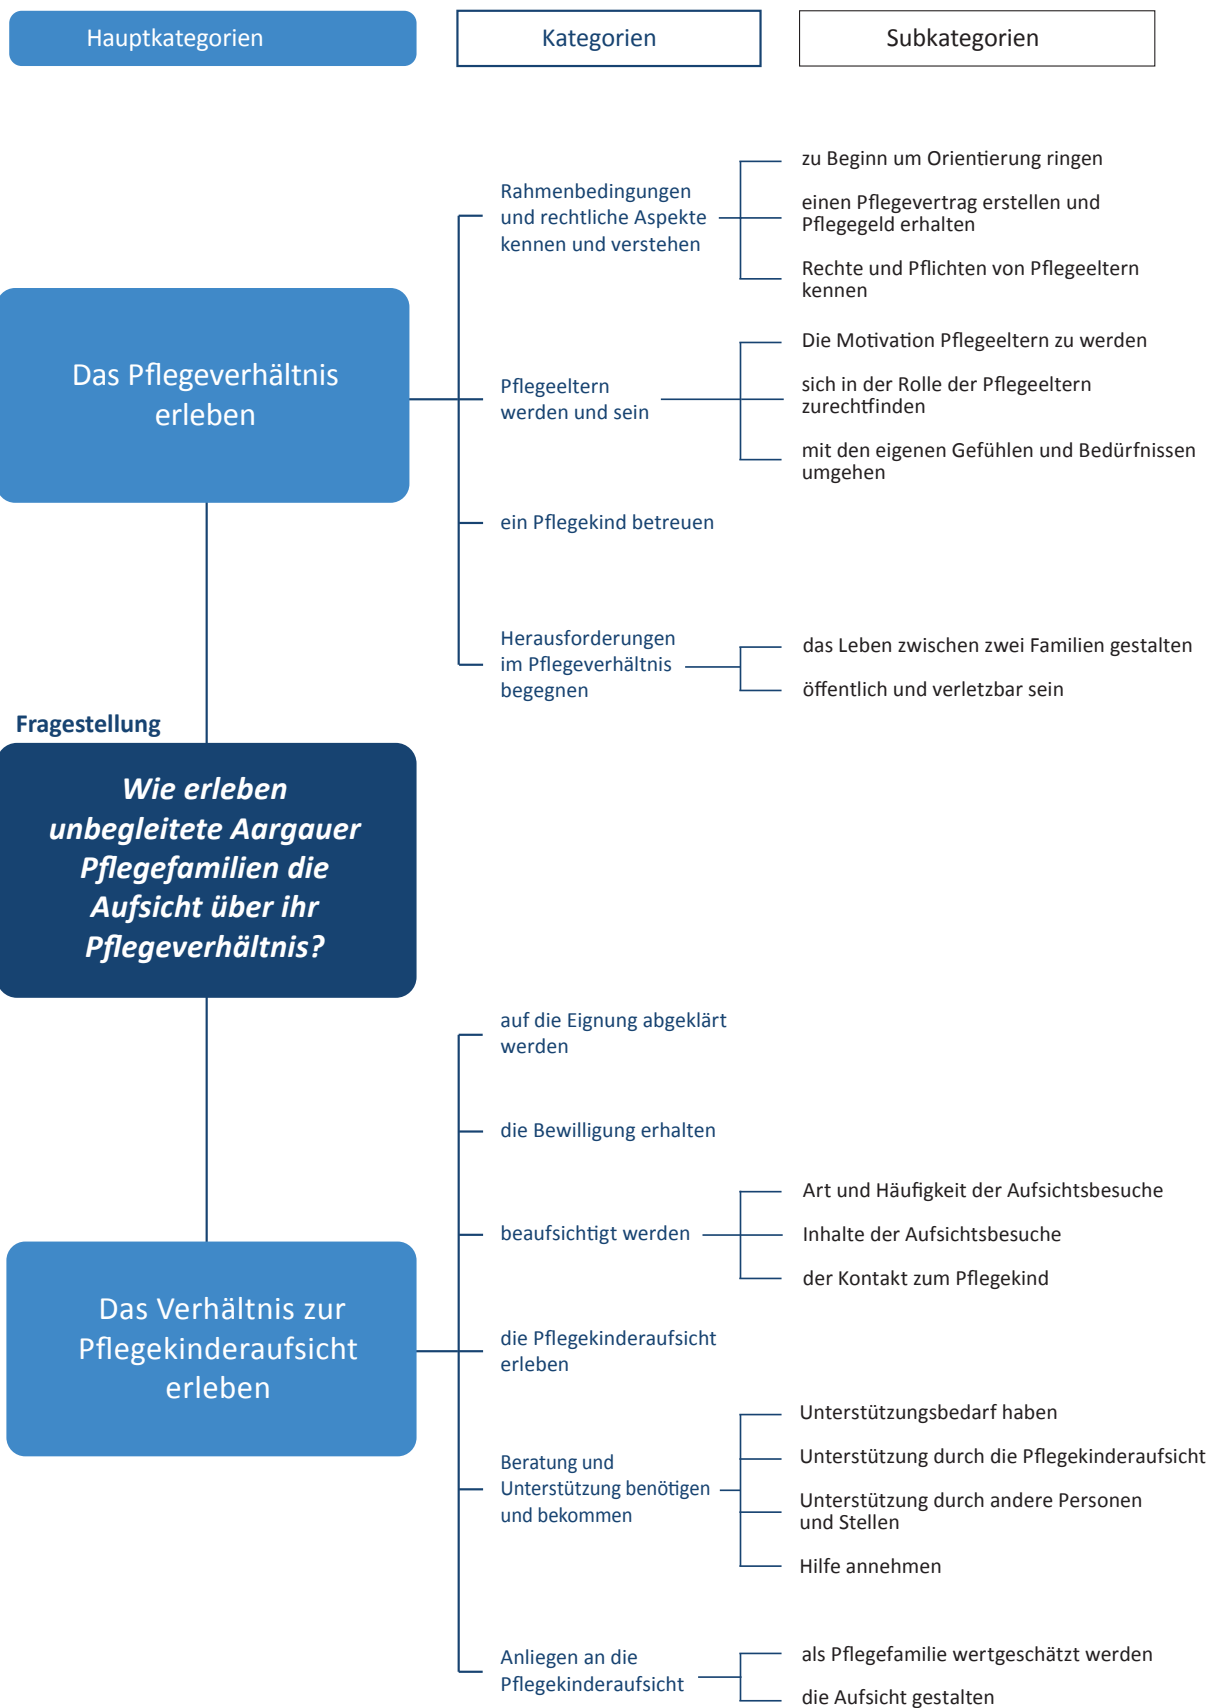 Hauptkategorien
Kategorien
Subkategorien
Das Pflegeverhältnis
erleben
Rahmenbedingungen
und rechtliche Aspekte
kennen und verstehen
zu Beginn um Orientierung ringen
einen Pflegevertrag erstellen und
Pflegegeld erhalten
Rechte und Pflichten von Pflegeeltern
kennen
Pflegeeltern
werden und sein
Die Motivation Pflegeeltern zu werden
sich in der Rolle der Pflegeeltern
zurechtfinden
mit den eigenen Gefühlen und Bedürfnissen
umgehen
ein Pflegekind betreuen
Herausforderungen
im Pflegeverhältnis
begegnen
das Leben zwischen zwei Familien gestalten
öffentlich und verletzbar sein
Fragestellung
Wie erleben
unbegleitete Aargauer
Pflegefamilien die
Aufsicht über ihr
Pflegeverhältnis?
Das Verhältnis zur
Pflegekinderaufsicht
erleben
auf die Eignung abgeklärt
werden
die Bewilligung erhalten
beaufsichtigt werden
Art und Häufigkeit der Aufsichtsbesuche
Inhalte der Aufsichtsbesuche
der Kontakt zum Pflegekind
die Pflegekinderaufsicht
erleben
Beratung und
Unterstützung benötigen
und bekommen
Unterstützungsbedarf haben
Unterstützung durch die Pflegekinderaufsicht
Unterstützung durch andere Personen
und Stellen
Hilfe annehmen
Anliegen an die
Pflegekinderaufsicht
als Pflegefamilie wertgeschätzt werden
die Aufsicht gestalten